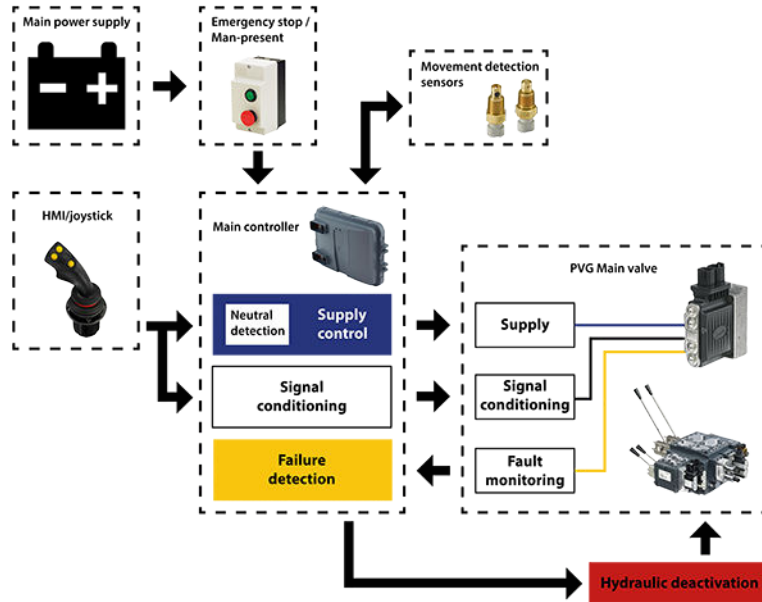 Main power supply
Emergency stop /
Man-present
Movement detection
sensors
HMI/joystick
Main controller
PVG Main valve
Neutral
detection
Supply
control
Supply
Signal
conditioning
Signal
conditioning
Failure
detection
Fault
monitoring
Hydraulic deactivation